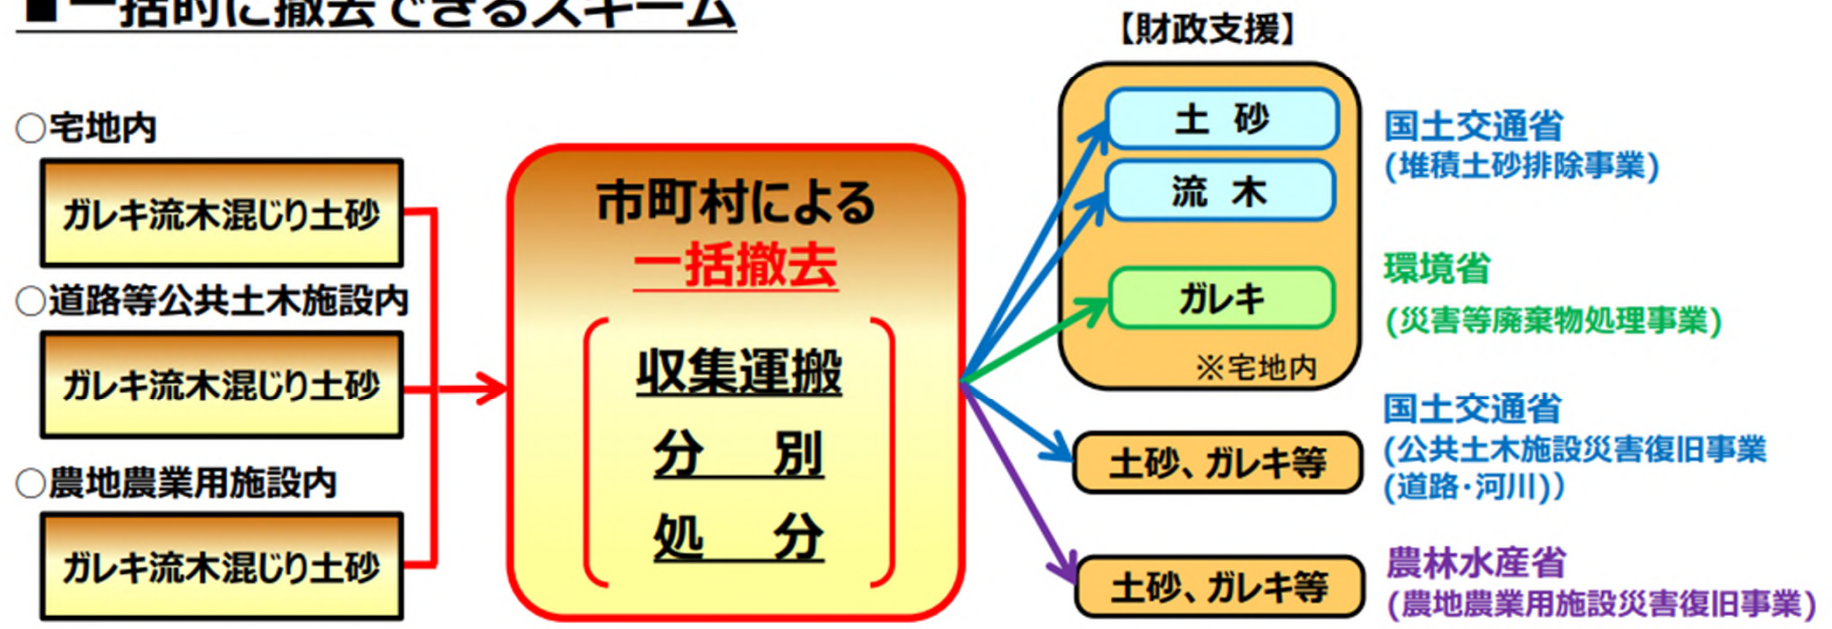 ■一括的に撤去できるスキーム
○宅地内
ガレキ流木混じり土砂
○道路等公共土木施設内
ガレキ流木混じり土砂
○農地農業用施設内
ガレキ流木混じり土砂
市町村による
一括撤去
収集運搬
分 別
処 分
【財政支援】
土 砂
流 木
ガレキ
※宅地内
土砂、ガレキ等
土砂、ガレキ等
国土交通省
(堆積土砂排除事業)
環境省
(災害等廃棄物処理事業)
国土交通省
(公共土木施設災害復旧事業
(道路・河川))
農林水産省
(農地農業用施設災害復旧事業)